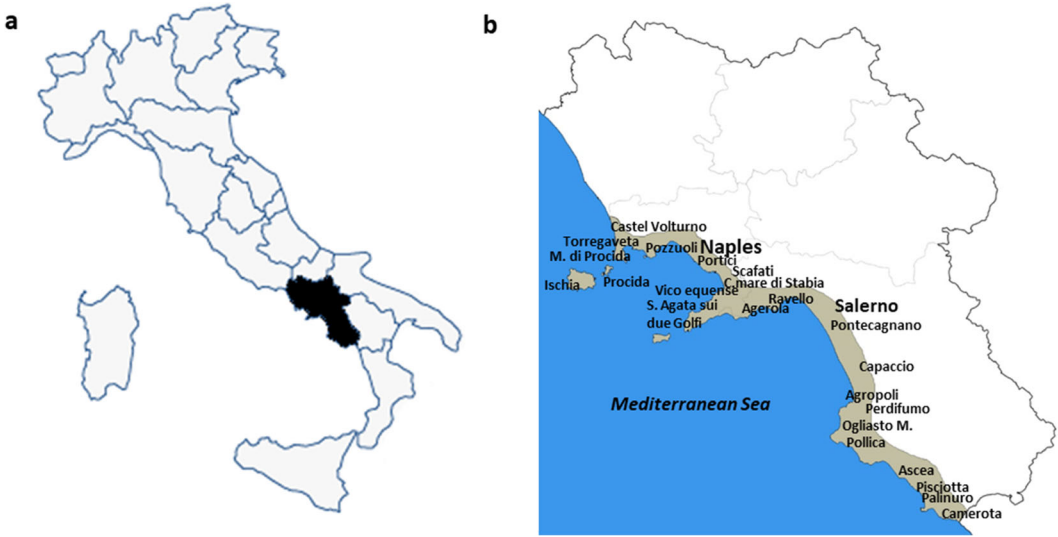 a
b
Castel Volturno
Torregaveta
Pozzuoli
Naples
M. di Procida
Portici
Scafati
Ischia
Procida
C.mare di Stabia
Vico equense
Ravello
S. Agata sui
due Golfi
Agerola
Salerno
Pontecagnano
Capaccio
Agropoli
Mediterranean Sea
Perdifumo
Ogliasto M.
Pollica
Ascea
Pisciotta
Palinuro
Camerota